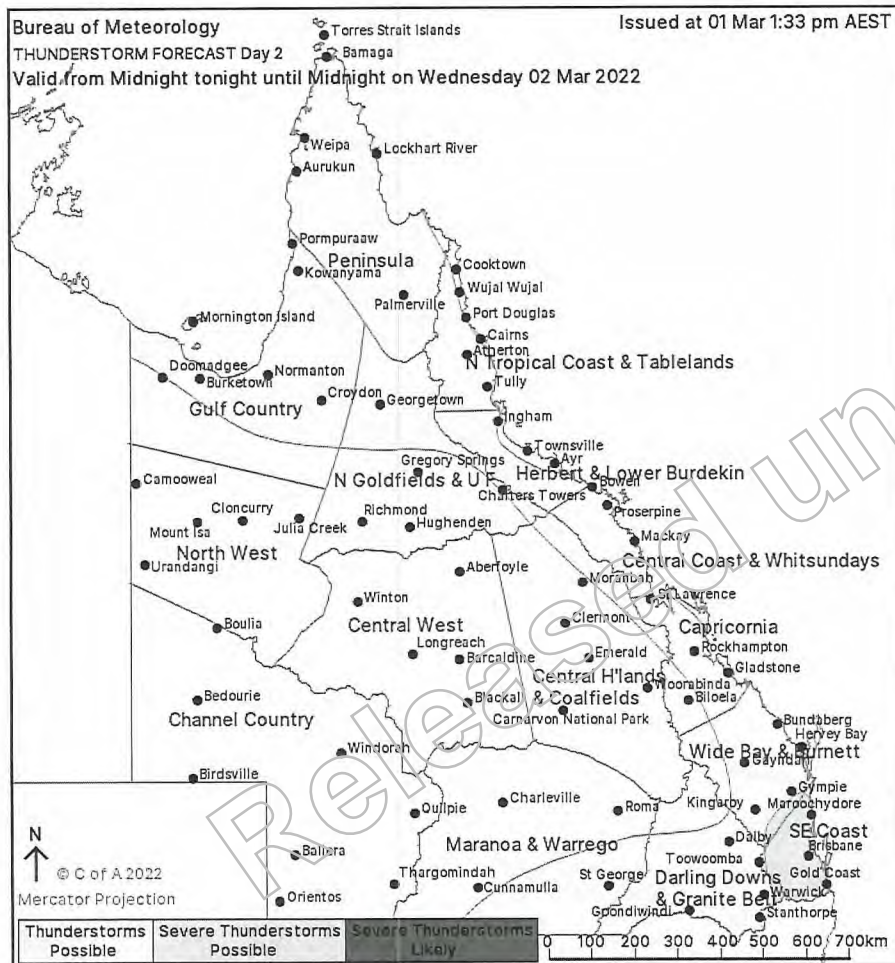 Bureau of Meteorology
Issued at 01 Mar 1:33 pm AEST
THUNDERSTORM FORECAST Day 2
Valid from Midnight tonight until Midnight on Wednesday 02 Mar 2022
Torres Strait Islands
Bamaga
Weipa
Lockhart River
Aurukun
Pormpuraaw
Peninsula
Kowanyama
Cooktown
Wujal Wujal
Palmerville
Port Douglas
Mornington Island
Cairns
Atherton
N Tropical Coast & Tablelands
Doomadgee
Normanton
Burketown
Tully
Croydon
Georgetown
Gulf Country
Ingham
Townsville
Ayr
Gregory Springs
Herbert & Lower Burdekin
N Goldfields & U F
Camooweal
Bowen
Charters Towers
Proserpine
Cloncurry
Richmond
Mount Isa
Julia Creek
Hughenden
Mackay
North West
Central Coast & Whitsundays
Urandangi
Aberfoyle
Moranbah
St Lawrence
Winton
Central West
Clermont
Capricornia
Boulia
Longreach
Barcaldine
Emerald
Rockhampton
Gladstone
Central H'lands
& Coalfields
Woorabinda
Biloela
Bedourie
Blackall
Carnarvon National Park
Channel Country
Bundaberg
Hervey Bay
Windorah
Wide Bay & Burnett
Gayndah
Birdsville
Gympie
Charleville
Roma
Kingaroy
Maroochydore
Quilpie
Maranoa & Warrego
SE Coast
Dalby
Brisbane
N
Ballera
Toowoomba
Gold Coast
© C of A 2022
Thargomindah
Cunnamulla
St George
Darling Downs
& Granite Belt
Warwick
Mercator Projection
Orientos
Goondiwindi
Stanthorpe
Thunderstorms
Possible
Severe Thunderstorms
Possible
Severe Thunderstorms
Likely
0 100 200 300 400 500 600 700km
Released un